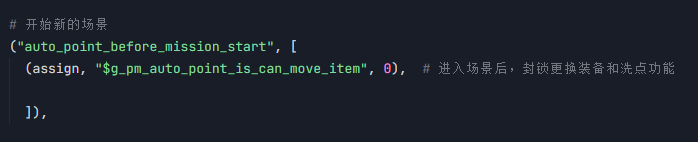 # 开始新的场景
("auto_point_before_mission_start", [
(assign, "$g_pm_auto_point_is_can_move_item", 0),  # 进入场景后，封锁更换装备和洗点功能
]),